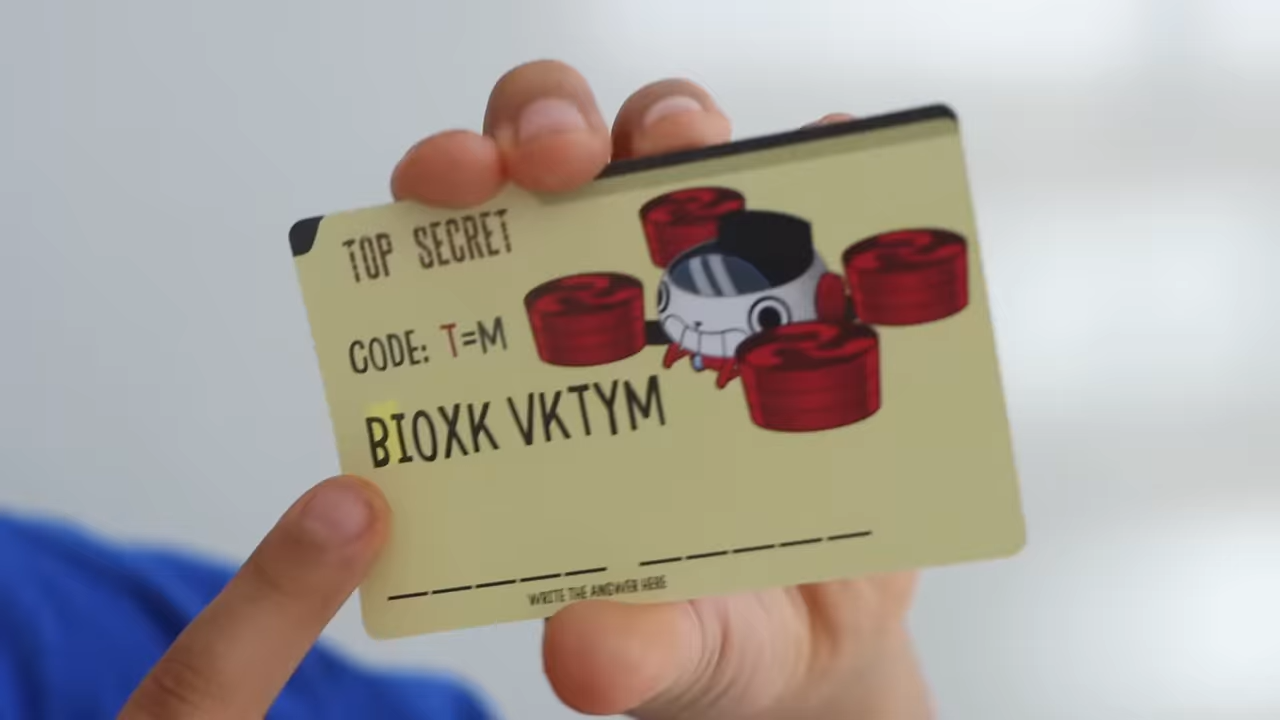 TOP SECRET
CODE: T=M
BIOXK VKTYM
WRITE THE ANSWER HERE